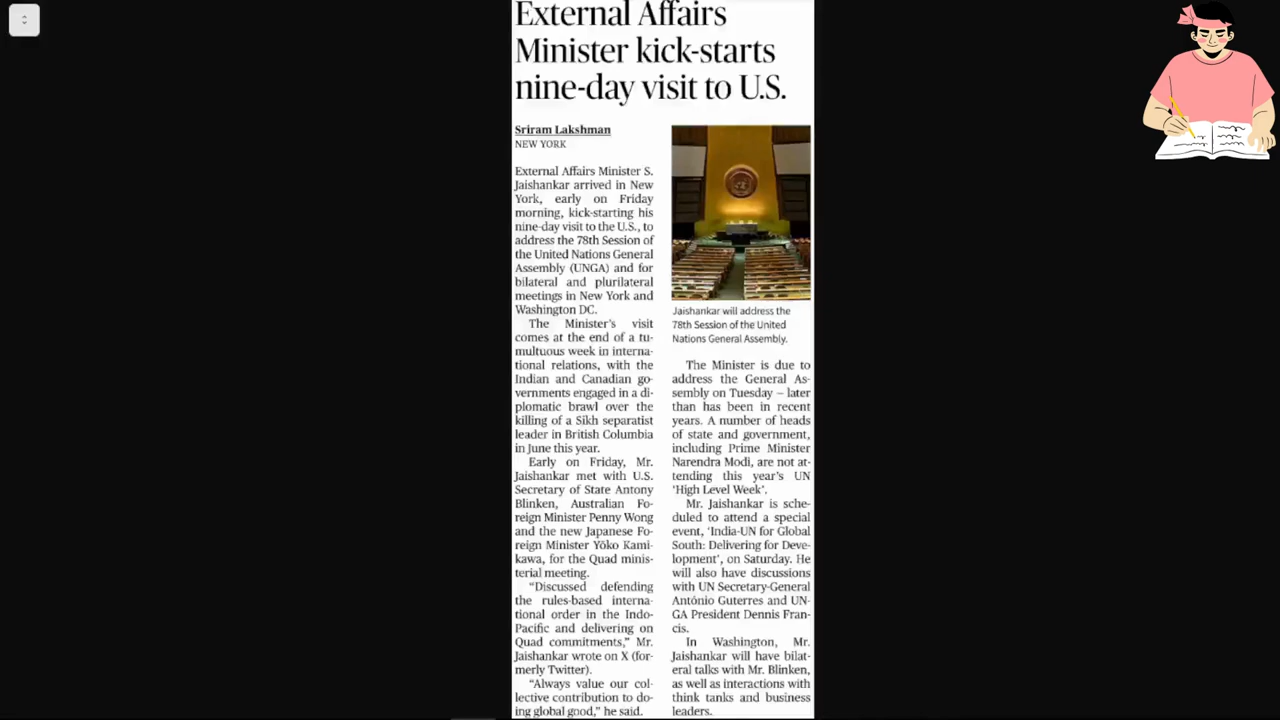 External Affairs
Minister kick-starts
nine-day visit to U.S.
Sriram Lakshman
NEW YORK
External Affairs Minister S.
Jaishankar arrived in New
York, early on Friday
morning, kick-starting his
nine-day visit to the U.S., to
address the 78th Session of
the United Nations General
Assembly (UNGA) and for
bilateral and plurilateral
meetings in New York and
Washington DC.
The Minister's visit
comes at the end of a tu-
multuous week in interna-
tional relations, with the
Indian and Canadian go-
vernments engaged in a di-
plomatic brawl over the
killing of a Sikh separatist
leader in British Columbia
in June this year.
Early on Friday, Mr.
Jaishankar met with U.S.
Secretary of State Antony
Blinken, Australian Fo-
reign Minister Penny Wong
and the new Japanese Fo-
reign Minister Yōko Kami-
kawa, for the Quad minis-
terial meeting.
"Discussed defending
the rules-based interna-
tional order in the Indo-
Pacific and delivering on
Quad commitments," Mr.
Jaishankar wrote on X (for-
merly Twitter).
"Always value our col-
lective contribution to do-
ing global good," he said.
Jaishankar will address the
78th Session of the United
Nations General Assembly.
The Minister is due to
address the General As-
sembly on Tuesday – later
than has been in recent
years. A number of heads
of state and government,
including Prime Minister
Narendra Modi, are not at-
tending this year's UN
'High Level Week'.
Mr. Jaishankar is sche-
duled to attend a special
event, 'India-UN for Global
South: Delivering for Deve-
lopment', on Saturday. He
will also have discussions
with UN Secretary-General
António Guterres and UN-
GA President Dennis Fran-
cis.
In Washington, Mr.
Jaishankar will have bilat-
eral talks with Mr. Blinken,
as well as interactions with
think tanks and business
leaders.